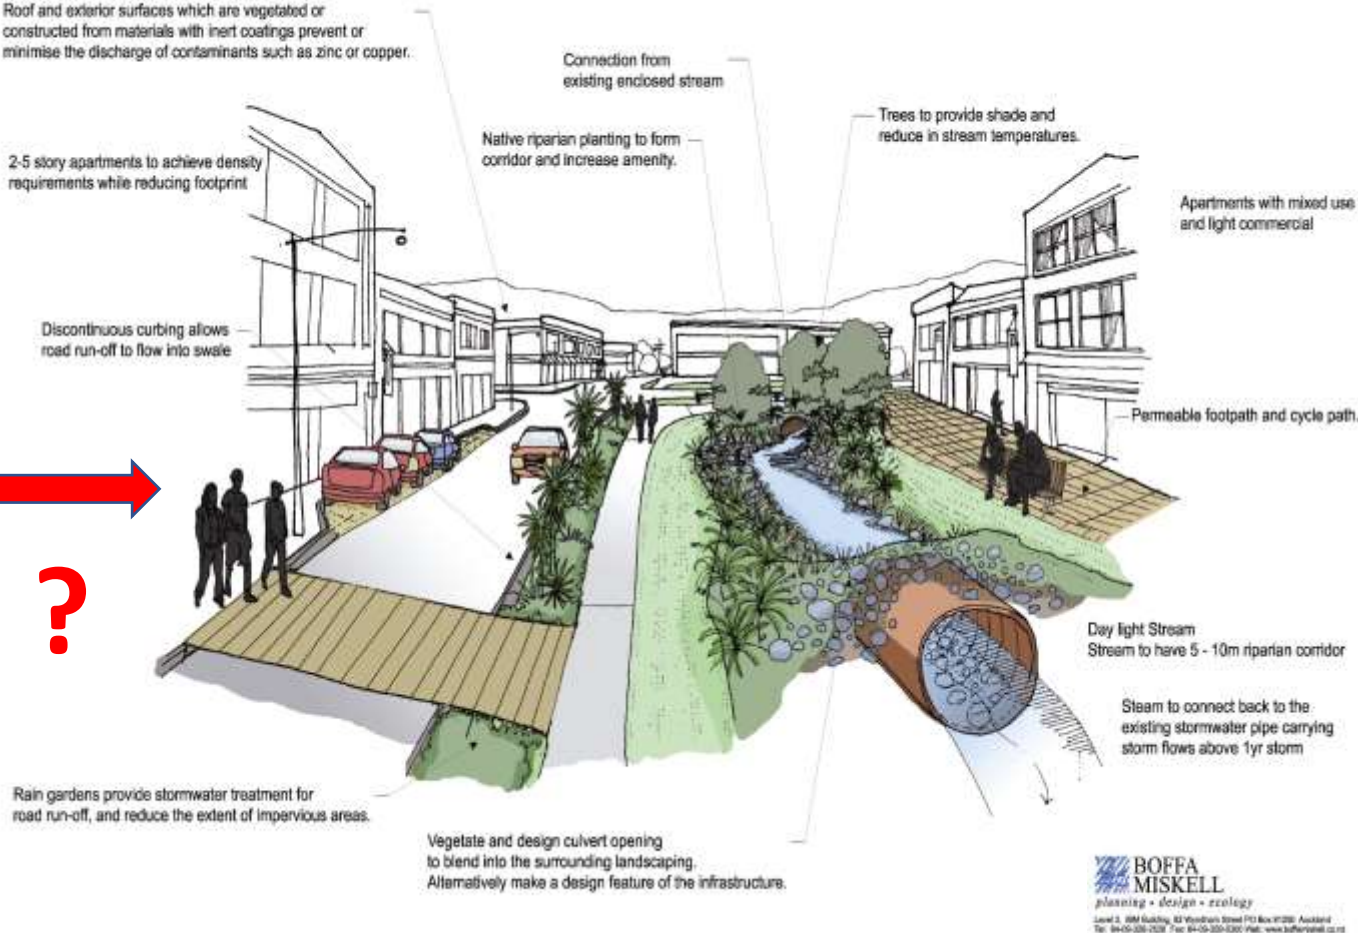 Roof and exterior surfaces which are vegetated or
constructed from materials with inert coatings prevent or
minimise the discharge of contaminants such as zinc or copper.
Connection from
existing enclosed stream
Trees to provide shade and
reduce in stream temperatures.
Native riparian planting to form
corridor and increase amenity.
2-5 story apartments to achieve density
requirements while reducing footprint
Apartments with mixed use
and light commercial
Discontinuous curbing allows
road run-off to flow into swale
Permeable footpath and cycle path.
?
Day light Stream
Stream to have 5 - 10m riparian corridor
Steam to connect back to the
existing stormwater pipe carrying
storm flows above 1yr storm
Rain gardens provide stormwater treatment for
road run-off, and reduce the extent of impervious areas.
Vegetate and design culvert opening
to blend into the surrounding landscaping.
Alternatively make a design feature of the infrastructure.
BOFFA
MISKELL
planning • design • ecology